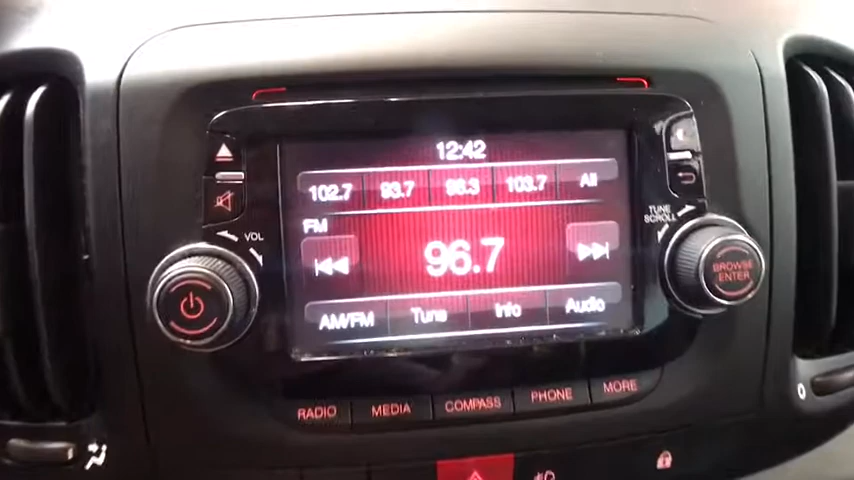 12:42
102.7 93.7 98.3 103.7 All
FM
96.7
AM/FM Tune Info Audio
VOL
TUNE
SCROLL
BROWSE
ENTER
RADIO MEDIA COMPASS PHONE MORE
0